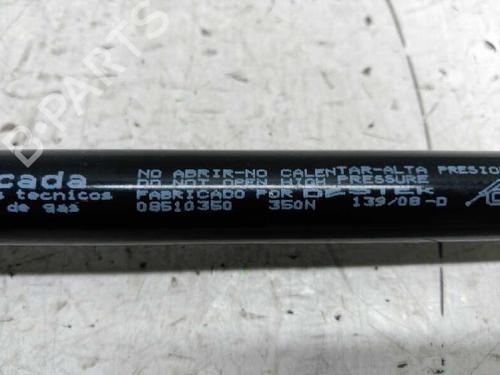 cada
NO ABRIR-NO CALENTAR-ALTA PRESIO
DO NOT OPEN HIGH PRESSURE
tecnicos
FABRICADO POR
de gas
08510350 350N 139/08-D
B-PARTS